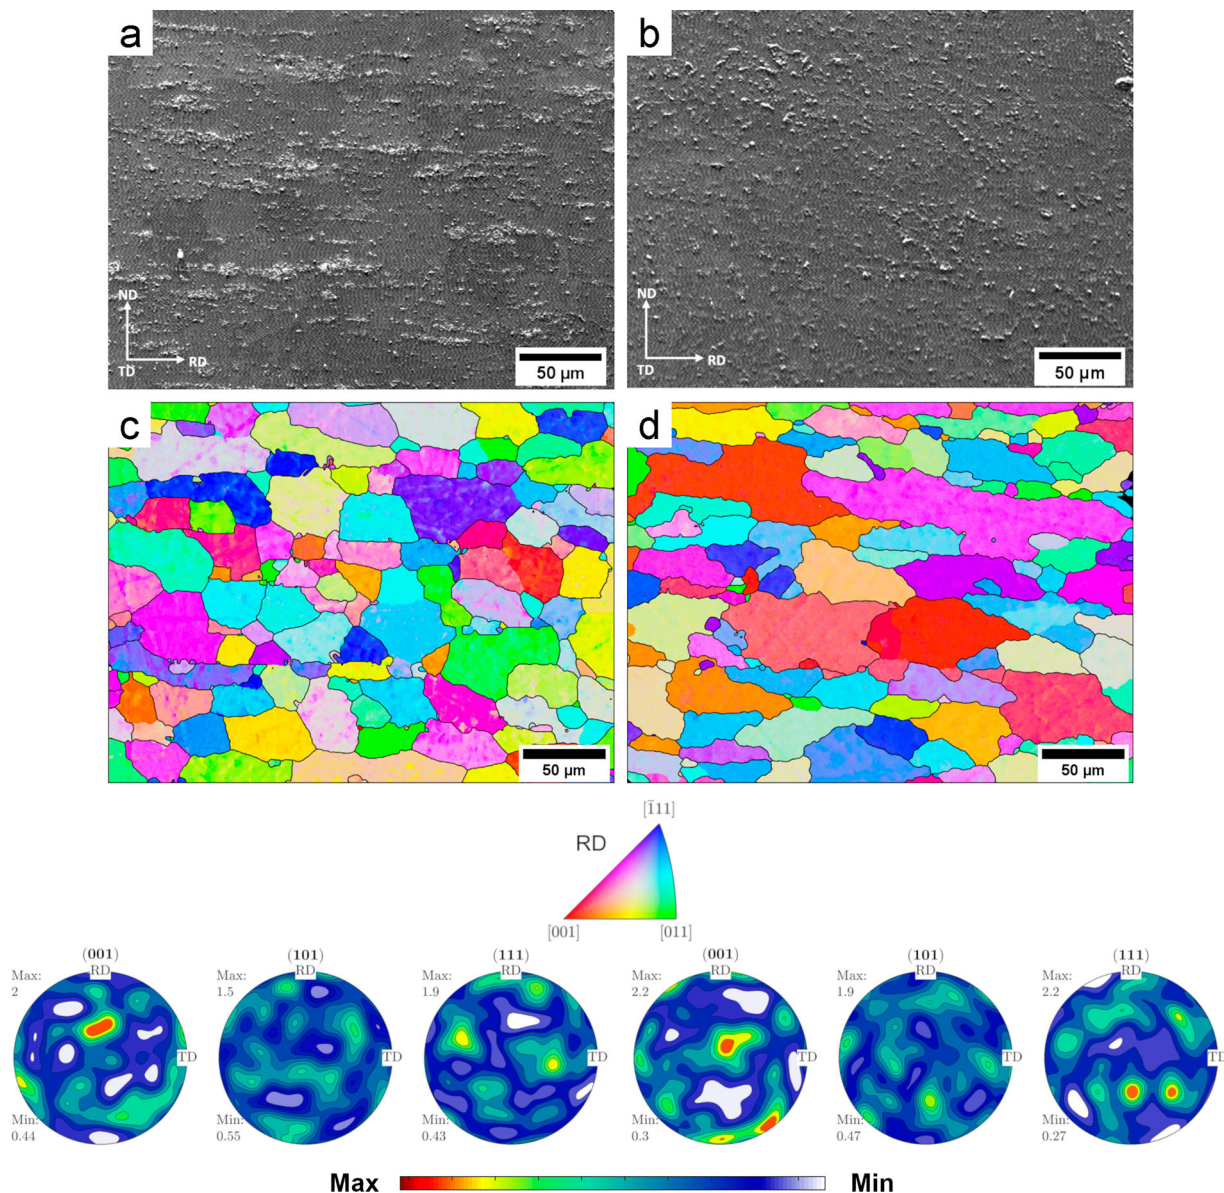 a
b
ND
RD
TD
50 µm
ND
RD
TD
50 µm
c
d
50 µm
50 µm
[1̅11]
RD
[001]
[011]
(001)
(101)
(111)
(001)
(101)
(111)
Max:
2
RD
Max:
1.5
RD
Max:
1.9
RD
Max:
2.2
RD
Max:
1.9
RD
Max:
2.2
RD
TD
TD
TD
TD
TD
TD
Min:
0.44
Min:
0.55
Min:
0.43
Min:
0.3
Min:
0.47
Min:
0.27
Max
Min